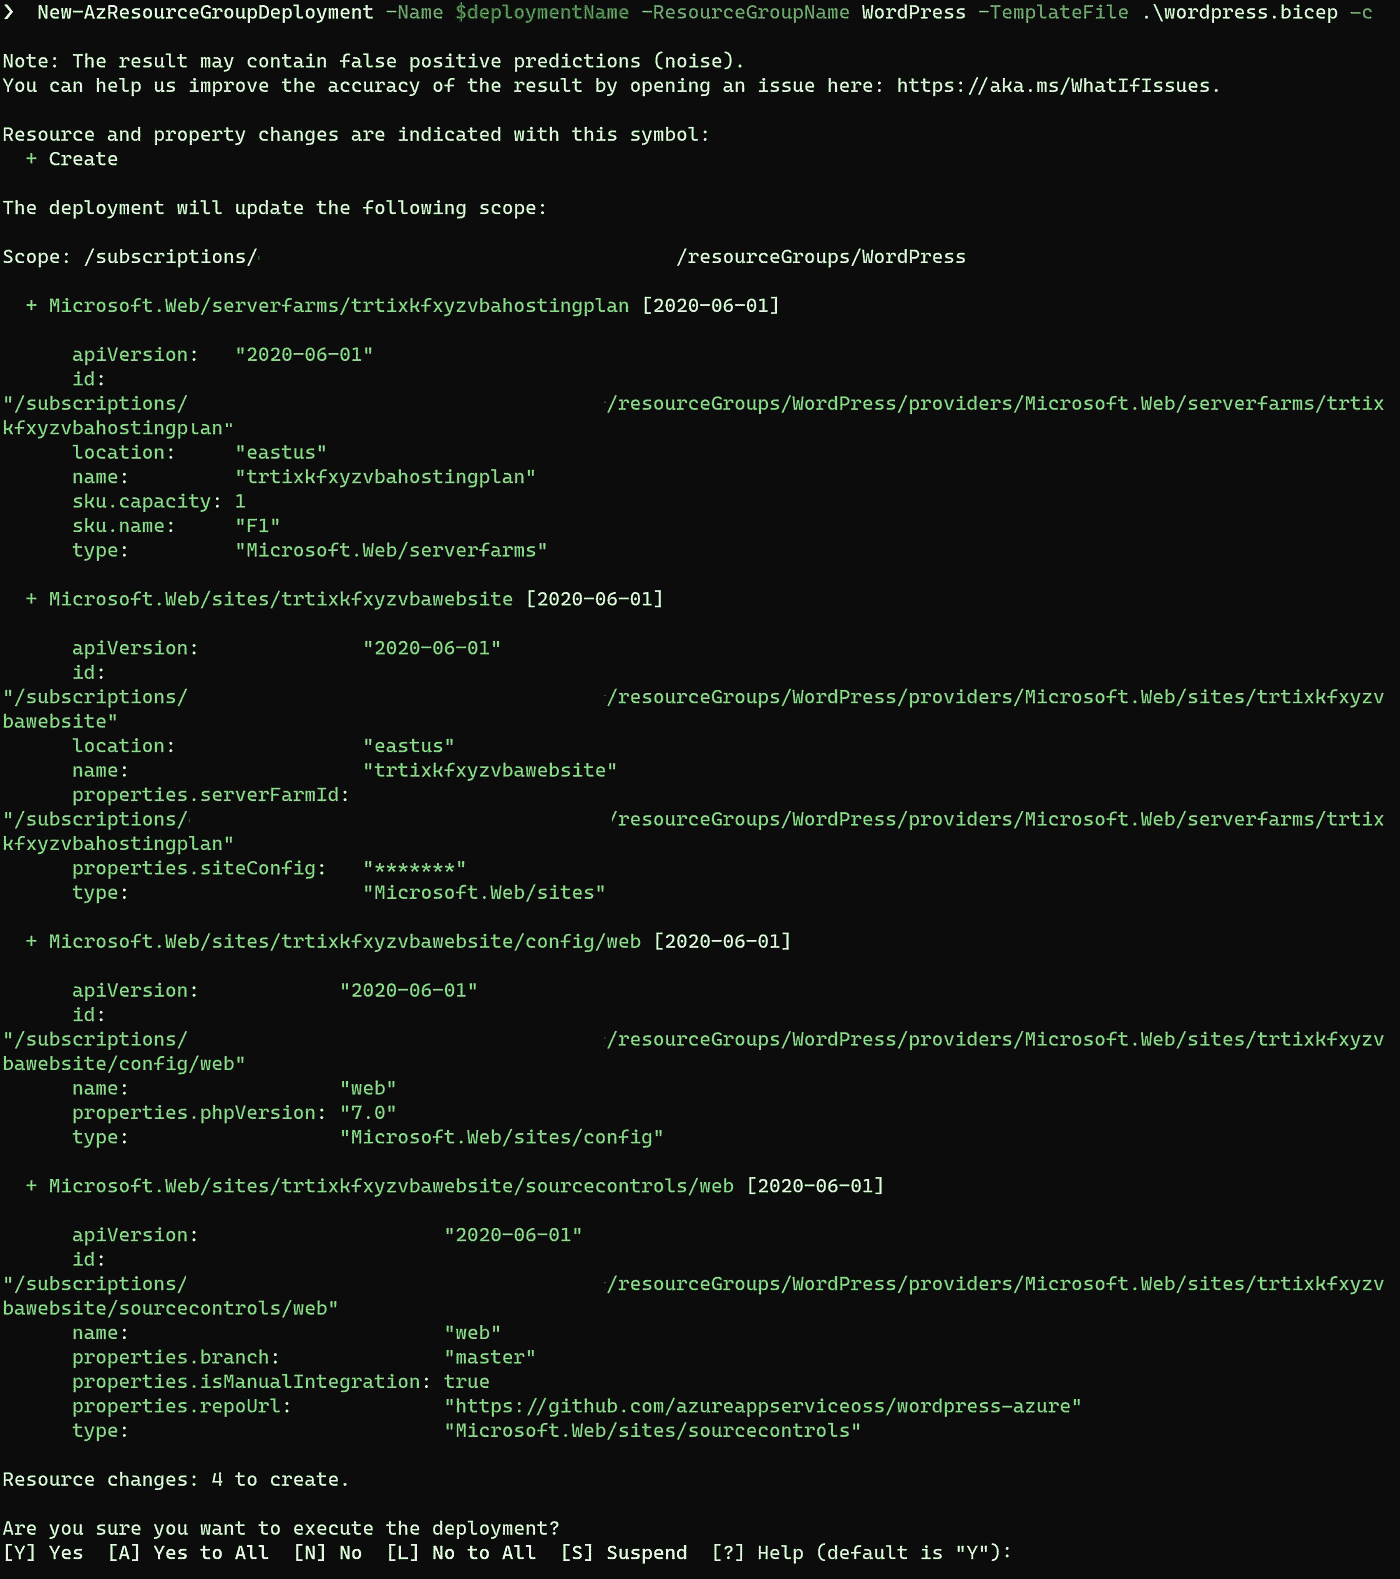 ❯  New-AzResourceGroupDeployment -Name $deploymentName -ResourceGroupName WordPress -TemplateFile .\wordpress.bicep -c
Note: The result may contain false positive predictions (noise).
You can help us improve the accuracy of the result by opening an issue here: https://aka.ms/WhatIfIssues.
Resource and property changes are indicated with this symbol:
  + Create
The deployment will update the following scope:
Scope: /subscriptions/ /resourceGroups/WordPress
  + Microsoft.Web/serverfarms/trtixkfxyzvbahostingplan [2020-06-01]
      apiVersion:   "2020-06-01"
      id:
"/subscriptions/ /resourceGroups/WordPress/providers/Microsoft.Web/serverfarms/trtix
kfxyzvbahostingplan"
      location:     "eastus"
      name:         "trtixkfxyzvbahostingplan"
      sku.capacity: 1
      sku.name:     "F1"
      type:         "Microsoft.Web/serverfarms"
  + Microsoft.Web/sites/trtixkfxyzvbawebsite [2020-06-01]
      apiVersion:              "2020-06-01"
      id:
"/subscriptions/ /resourceGroups/WordPress/providers/Microsoft.Web/sites/trtixkfxyzv
bawebsite"
      location:                "eastus"
      name:                    "trtixkfxyzvbawebsite"
      properties.serverFarmId:
"/subscriptions/ /resourceGroups/WordPress/providers/Microsoft.Web/serverfarms/trtix
kfxyzvbahostingplan"
      properties.siteConfig:   "*******"
      type:                    "Microsoft.Web/sites"
  + Microsoft.Web/sites/trtixkfxyzvbawebsite/config/web [2020-06-01]
      apiVersion:            "2020-06-01"
      id:
"/subscriptions/ /resourceGroups/WordPress/providers/Microsoft.Web/sites/trtixkfxyzv
bawebsite/config/web"
      name:                  "web"
      properties.phpVersion: "7.0"
      type:                  "Microsoft.Web/sites/config"
  + Microsoft.Web/sites/trtixkfxyzvbawebsite/sourcecontrols/web [2020-06-01]
      apiVersion:                     "2020-06-01"
      id:
"/subscriptions/ /resourceGroups/WordPress/providers/Microsoft.Web/sites/trtixkfxyzv
bawebsite/sourcecontrols/web"
      name:                           "web"
      properties.branch:              "master"
      properties.isManualIntegration: true
      properties.repoUrl:             "https://github.com/azureappserviceoss/wordpress-azure"
      type:                           "Microsoft.Web/sites/sourcecontrols"
Resource changes: 4 to create.
Are you sure you want to execute the deployment?
[Y] Yes  [A] Yes to All  [N] No  [L] No to All  [S] Suspend  [?] Help (default is "Y"):